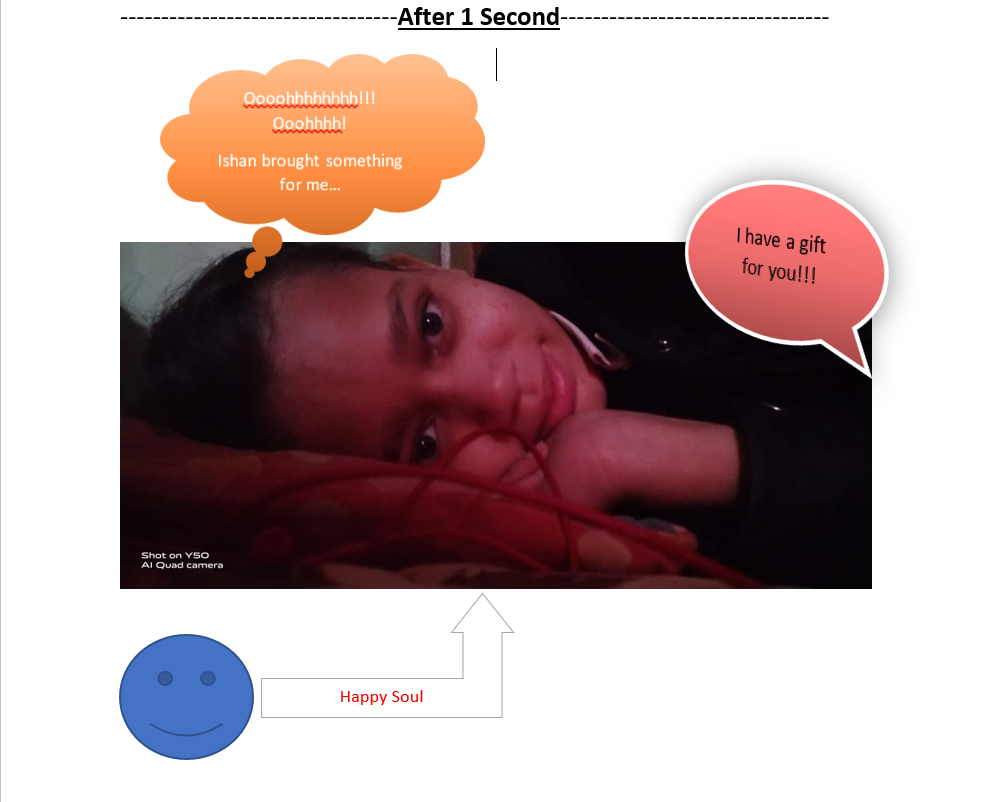 ---------------------------------After 1 Second--------------------------------
Oooohhhhhhhh!!!
Ooohhhh!
Ishan brought something
for me...
I have a gift
for you!!!
Shot on Y50
AI Quad camera
Happy Soul